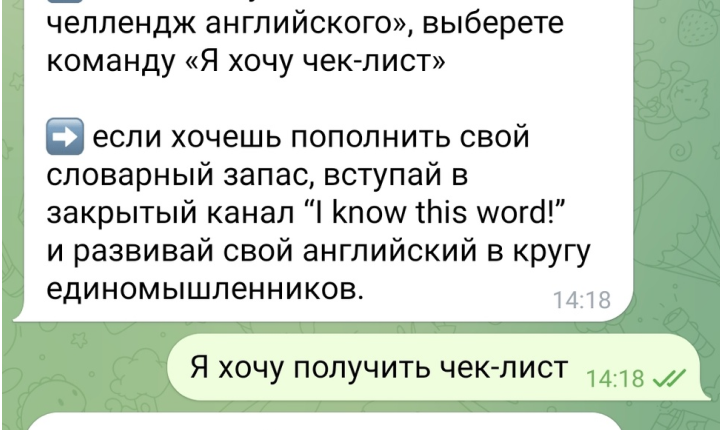 челлендж английского», выберете
команду «Я хочу чек-лист»
➡️ если хочешь пополнить свой
словарный запас, вступай в
закрытый канал “I know this word!”
и развивай свой английский в кругу
единомышленников.
14:18
Я хочу получить чек-лист
14:18